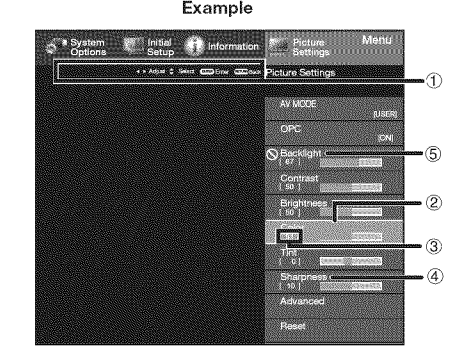 Example
System Options
Initial Setup
Information
Picture Settings
Menu
Adjust Select Enter Back
Picture Settings
①
AV MODE
[USER]
OPC
[ON]
Backlight
[ 67 ]
⑤
Contrast
[ 50 ]
Brightness
[ 50 ]
②
③
Tint
[ 0 ]
Sharpness
[ 10 ]
④
Advanced
Reset